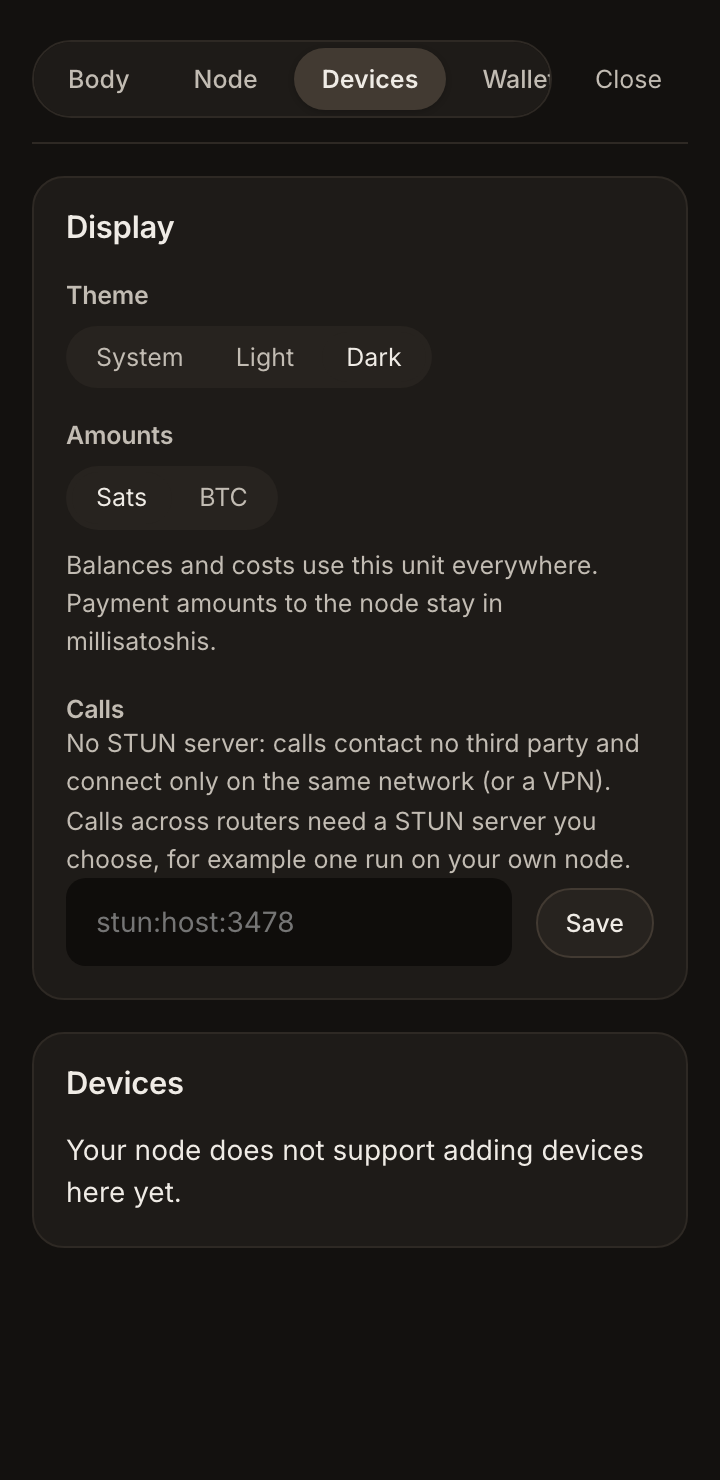 Body Node Devices Wallet Close
Display
Theme
System Light Dark
Amounts
Sats BTC
Balances and costs use this unit everywhere.
Payment amounts to the node stay in
millisatoshis.
Calls
No STUN server: calls contact no third party and
connect only on the same network (or a VPN).
Calls across routers need a STUN server you
choose, for example one run on your own node.
stun:host:3478 Save
Devices
Your node does not support adding devices
here yet.